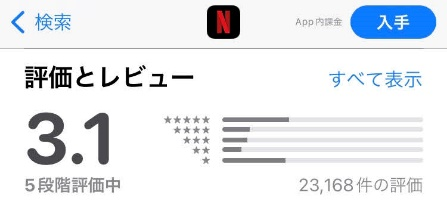 検索
N
App内課金
入手
評価とレビュー
すべて表示
3.1
5段階評価中
★★★★★
★★★★
★★★
★★
★
23,168件の評価